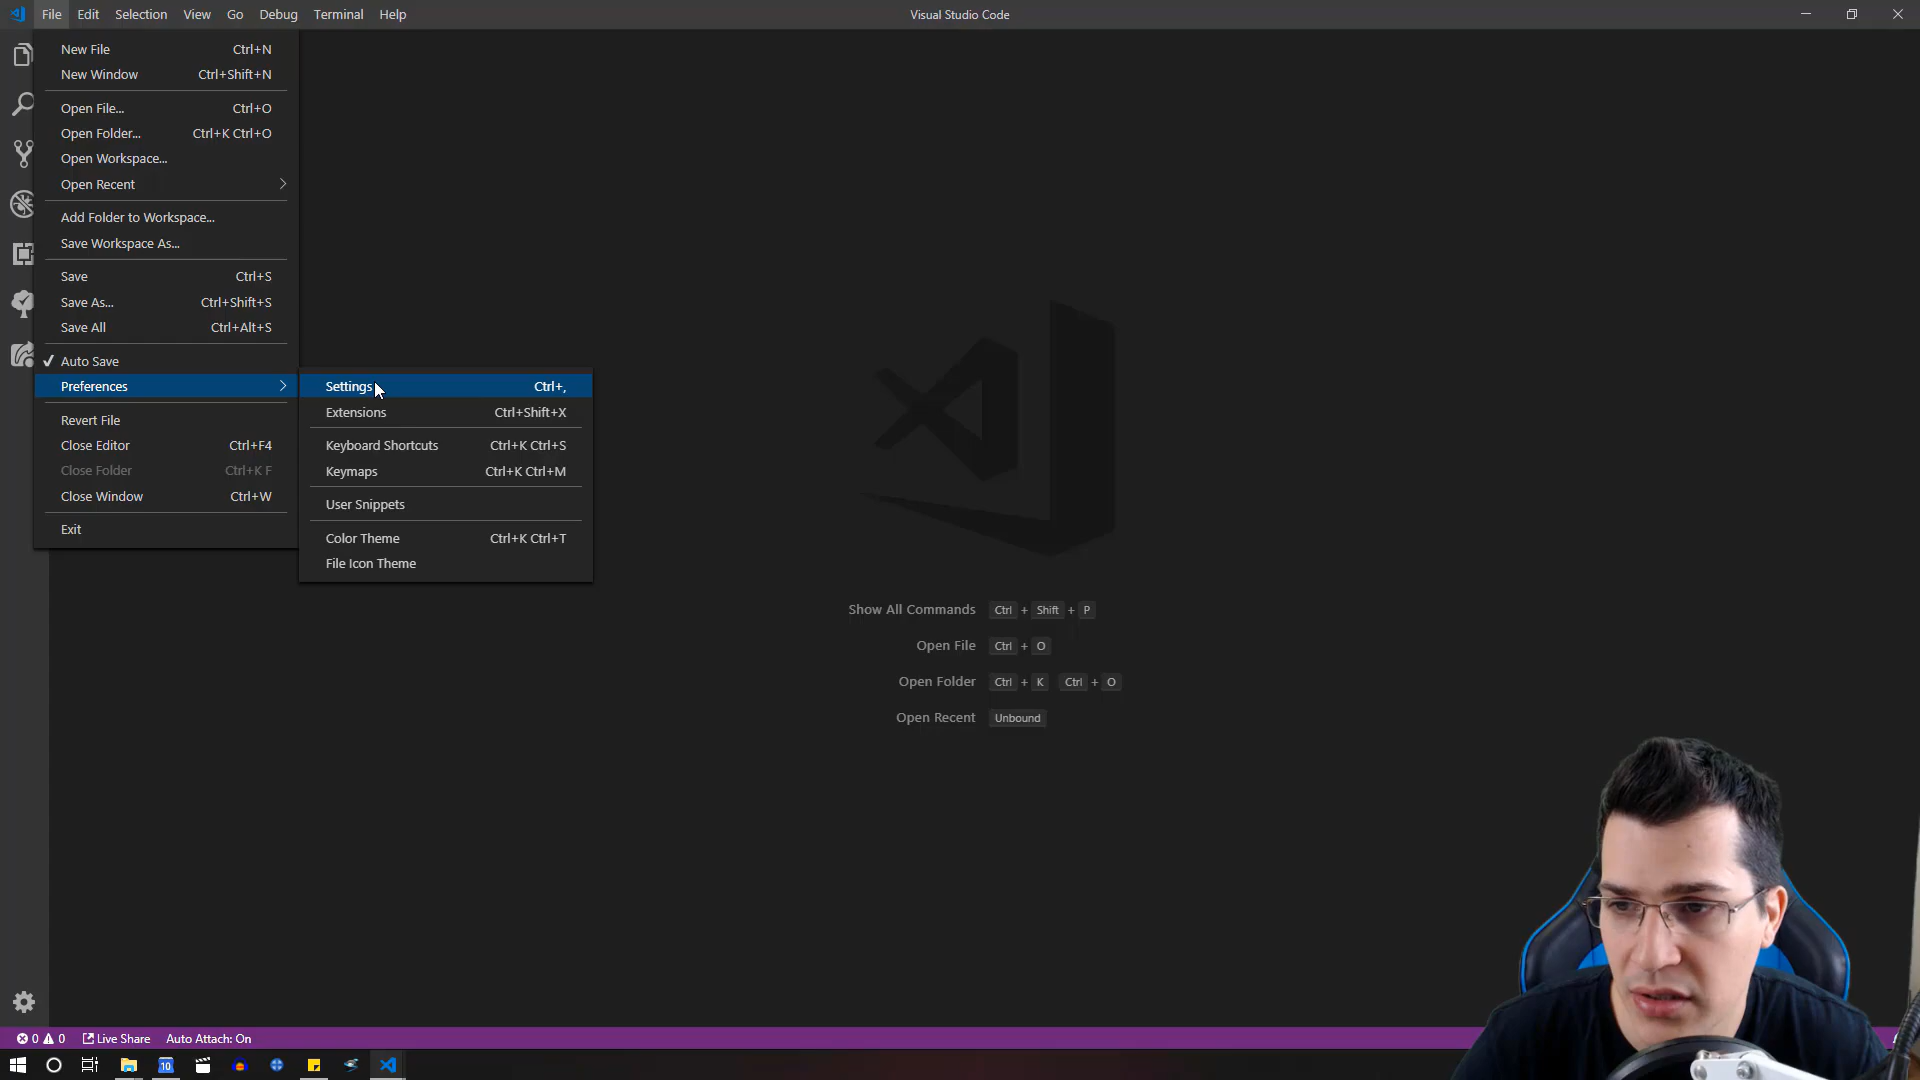 File Edit Selection View Go Debug Terminal Help
Visual Studio Code
New File Ctrl+N
New Window Ctrl+Shift+N
Open File... Ctrl+O
Open Folder... Ctrl+K Ctrl+O
Open Workspace...
Open Recent
Add Folder to Workspace...
Save Workspace As...
Save Ctrl+S
Save As... Ctrl+Shift+S
Save All Ctrl+Alt+S
Auto Save
Preferences
Revert File
Close Editor Ctrl+F4
Close Folder Ctrl+K F
Close Window Ctrl+W
Exit
Settings Ctrl+,
Extensions Ctrl+Shift+X
Keyboard Shortcuts Ctrl+K Ctrl+S
Keymaps Ctrl+K Ctrl+M
User Snippets
Color Theme Ctrl+K Ctrl+T
File Icon Theme
Show All Commands Ctrl + Shift + P
Open File Ctrl + O
Open Folder Ctrl + K Ctrl + O
Open Recent Unbound
0 0 Live Share Auto Attach: On
10